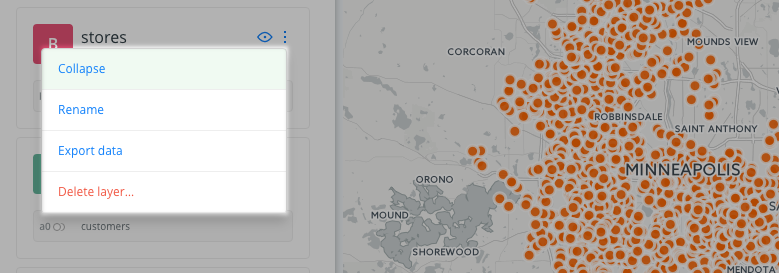 stores
B
Collapse
Rename
Export data
Delete layer...
a0
customers
CORCORAN
MOUNDS VIEW
ROBBINSDALE
SAINT ANTHONY
MINNEAPOLIS
ORONO
MOUND
SHOREWOOD
MENDOTA